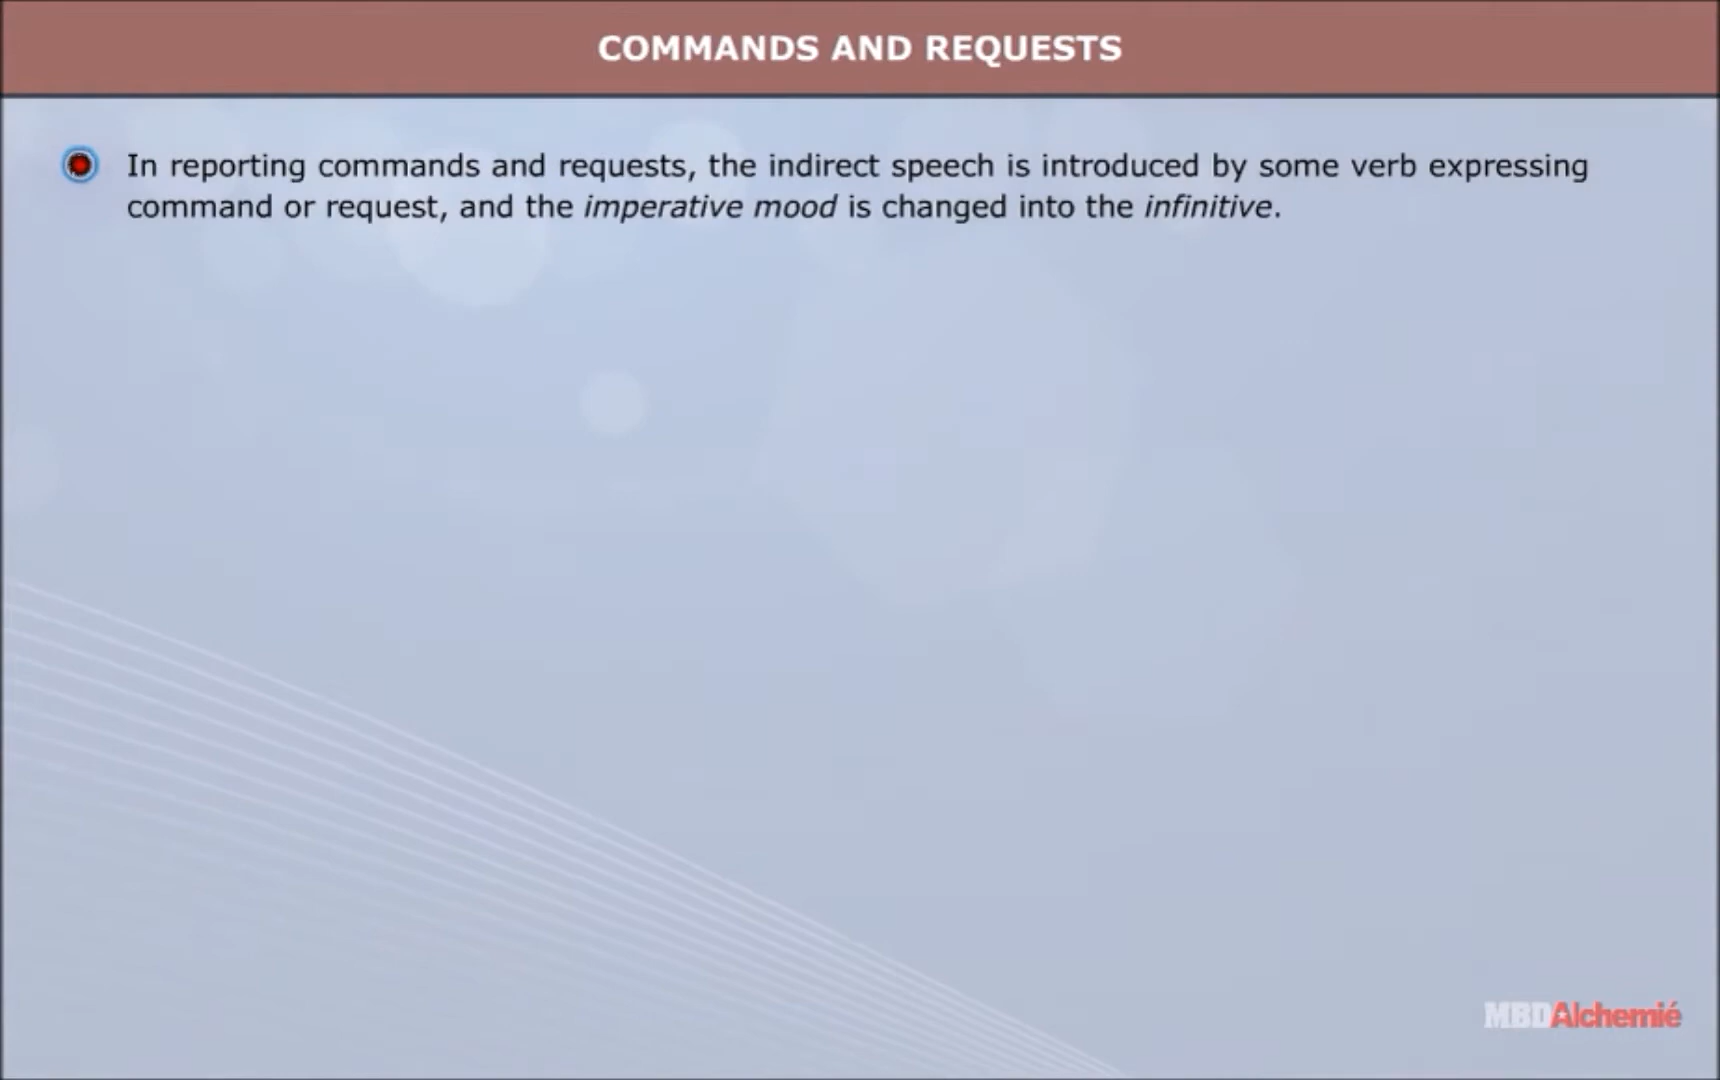 COMMANDS AND REQUESTS
In reporting commands and requests, the indirect speech is introduced by some verb expressing
command or request, and the imperative mood is changed into the infinitive.
MBDAlchemié